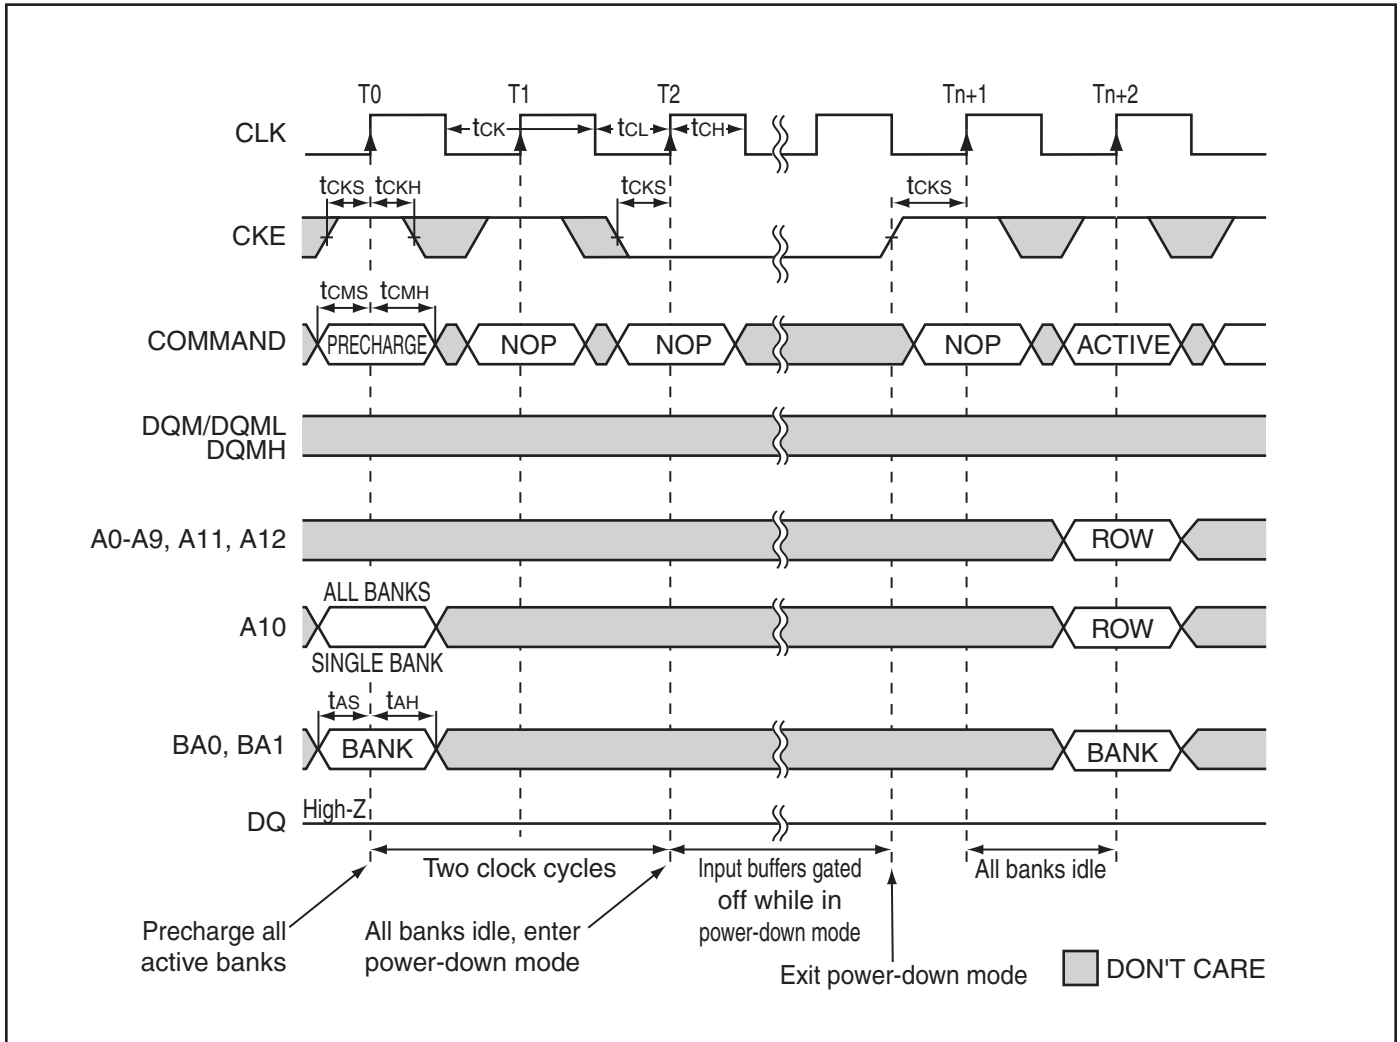 T0 T1 T2 Tn+1 Tn+2
CLK
tCK tCL tCH
tCKS tCKH tCKS tCKS
CKE
tCMS tCMH
COMMAND PRECHARGE NOP NOP NOP ACTIVE
DQM/DQML
DQMH
A0-A9, A11, A12 ROW
ALL BANKS
A10 ROW
SINGLE BANK
tAS tAH
BA0, BA1 BANK BANK
High-Z
DQ
Two clock cycles
Input buffers gated
off while in
power-down mode
All banks idle
Precharge all
active banks
All banks idle, enter
power-down mode
Exit power-down mode
DON'T CARE